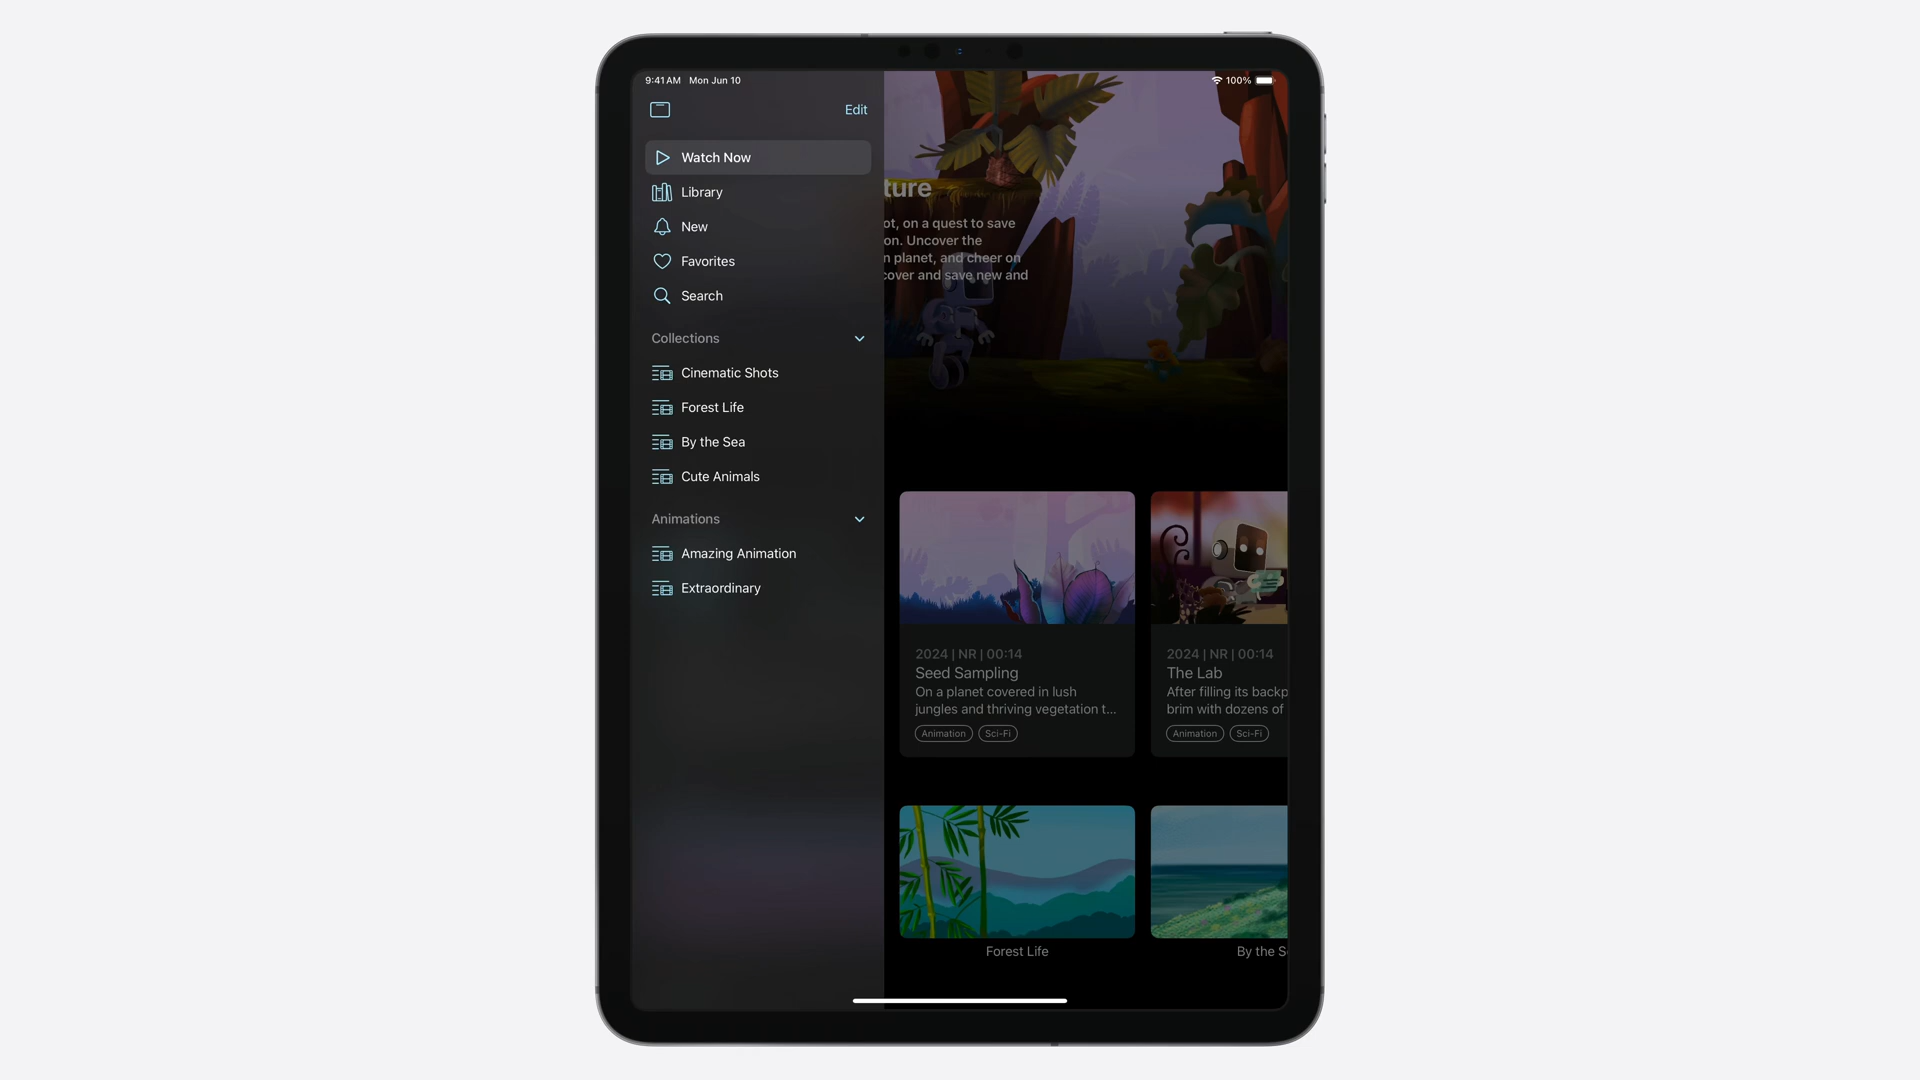 9:41 AM Mon Jun 10
100%
Edit
Watch Now
Library
New
Favorites
Search
Collections
Cinematic Shots
Forest Life
By the Sea
Cute Animals
Animations
Amazing Animation
Extraordinary
ture
ot, on a quest to save
on. Uncover the
n planet, and cheer on
cover and save new and
2024 | NR | 00:14
Seed Sampling
On a planet covered in lush
jungles and thriving vegetation t...
Animation Sci-Fi
2024 | NR | 00:14
The Lab
After filling its backp
brim with dozens of
Animation Sci-Fi
Forest Life
By the S